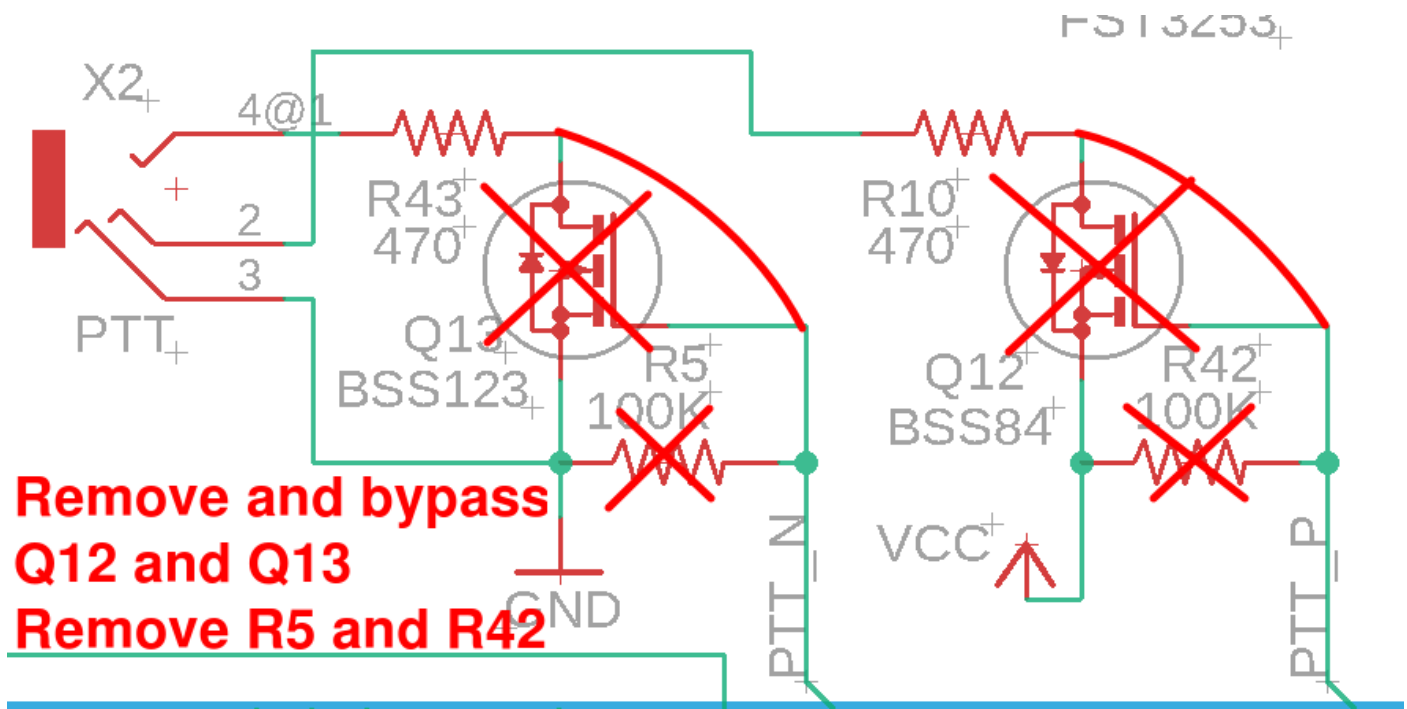 FST3253
X2
4@1
R43
470
R10
470
2
3
PTT
Q13
BSS123
R5
100K
Q12
BSS84
R42
100K
Remove and bypass
Q12 and Q13
Remove R5 and R42
GND
PTT_N
VCC
PTT_P